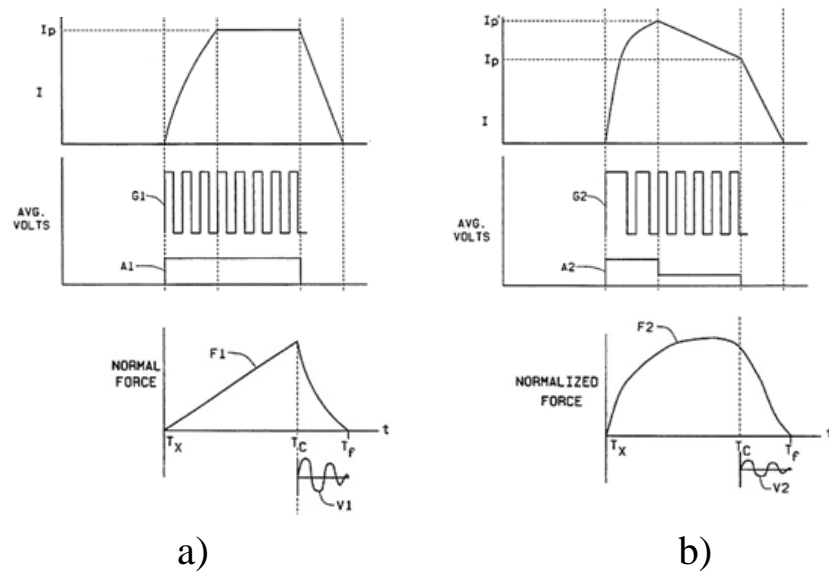 Ip
I
G1
AVG.
VOLTS
A1
F1
NORMAL
FORCE
t
Tx
TC
Tf
V1
a)
Ip'
Ip
I
G2
AVG.
VOLTS
A2
F2
NORMALIZED
FORCE
t
Tx
TC
Tf
V2
b)